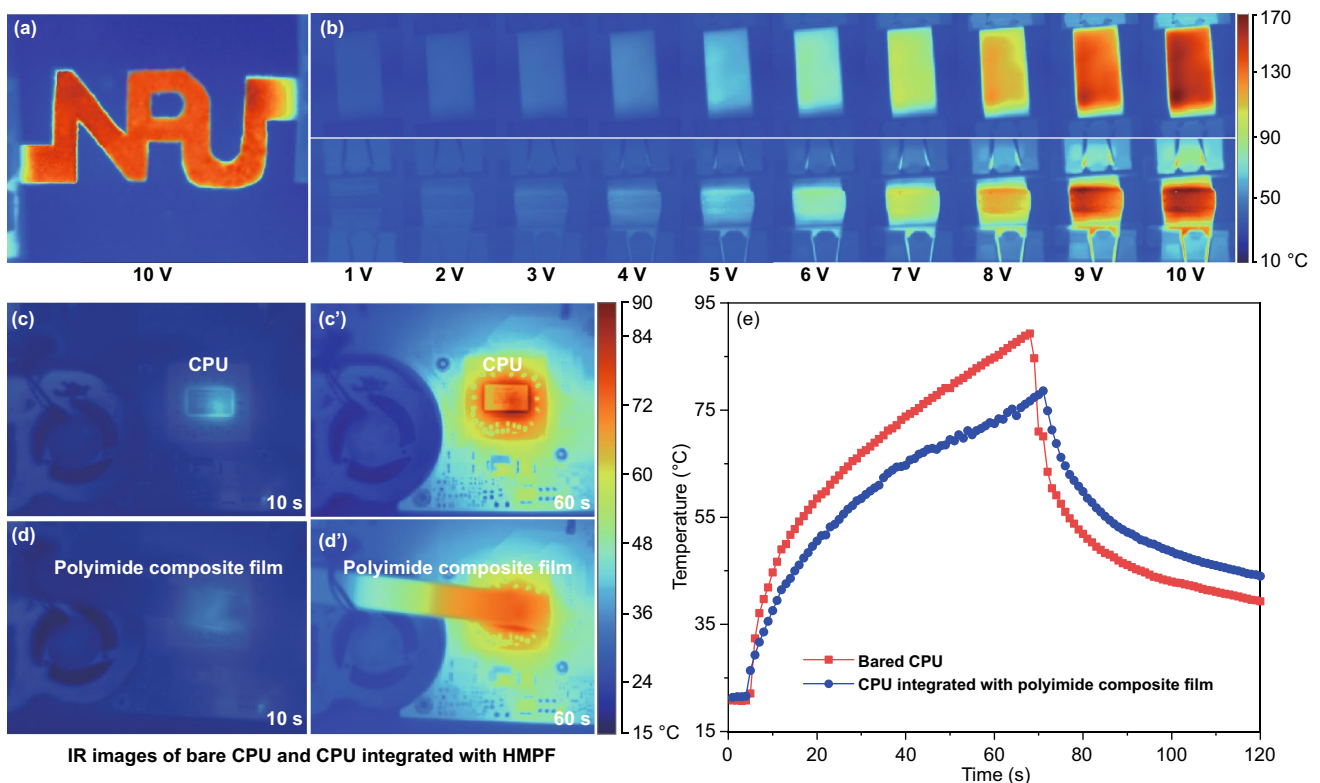 (a)
NPU
10 V
(b)
1 V 2 V 3 V 4 V 5 V 6 V 7 V 8 V 9 V 10 V
170
130
90
50
10 °C
(c)
CPU
10 s
(c')
CPU
60 s
(d)
Polyimide composite film
10 s
(d')
Polyimide composite film
60 s
90
84
72
60
48
36
24
15 °C
IR images of bare CPU and CPU integrated with HMPF
(e)
Temperature (°C)
95
75
55
35
15
Bared CPU
CPU integrated with polyimide composite film
0 20 40 60 80 100 120
Time (s)